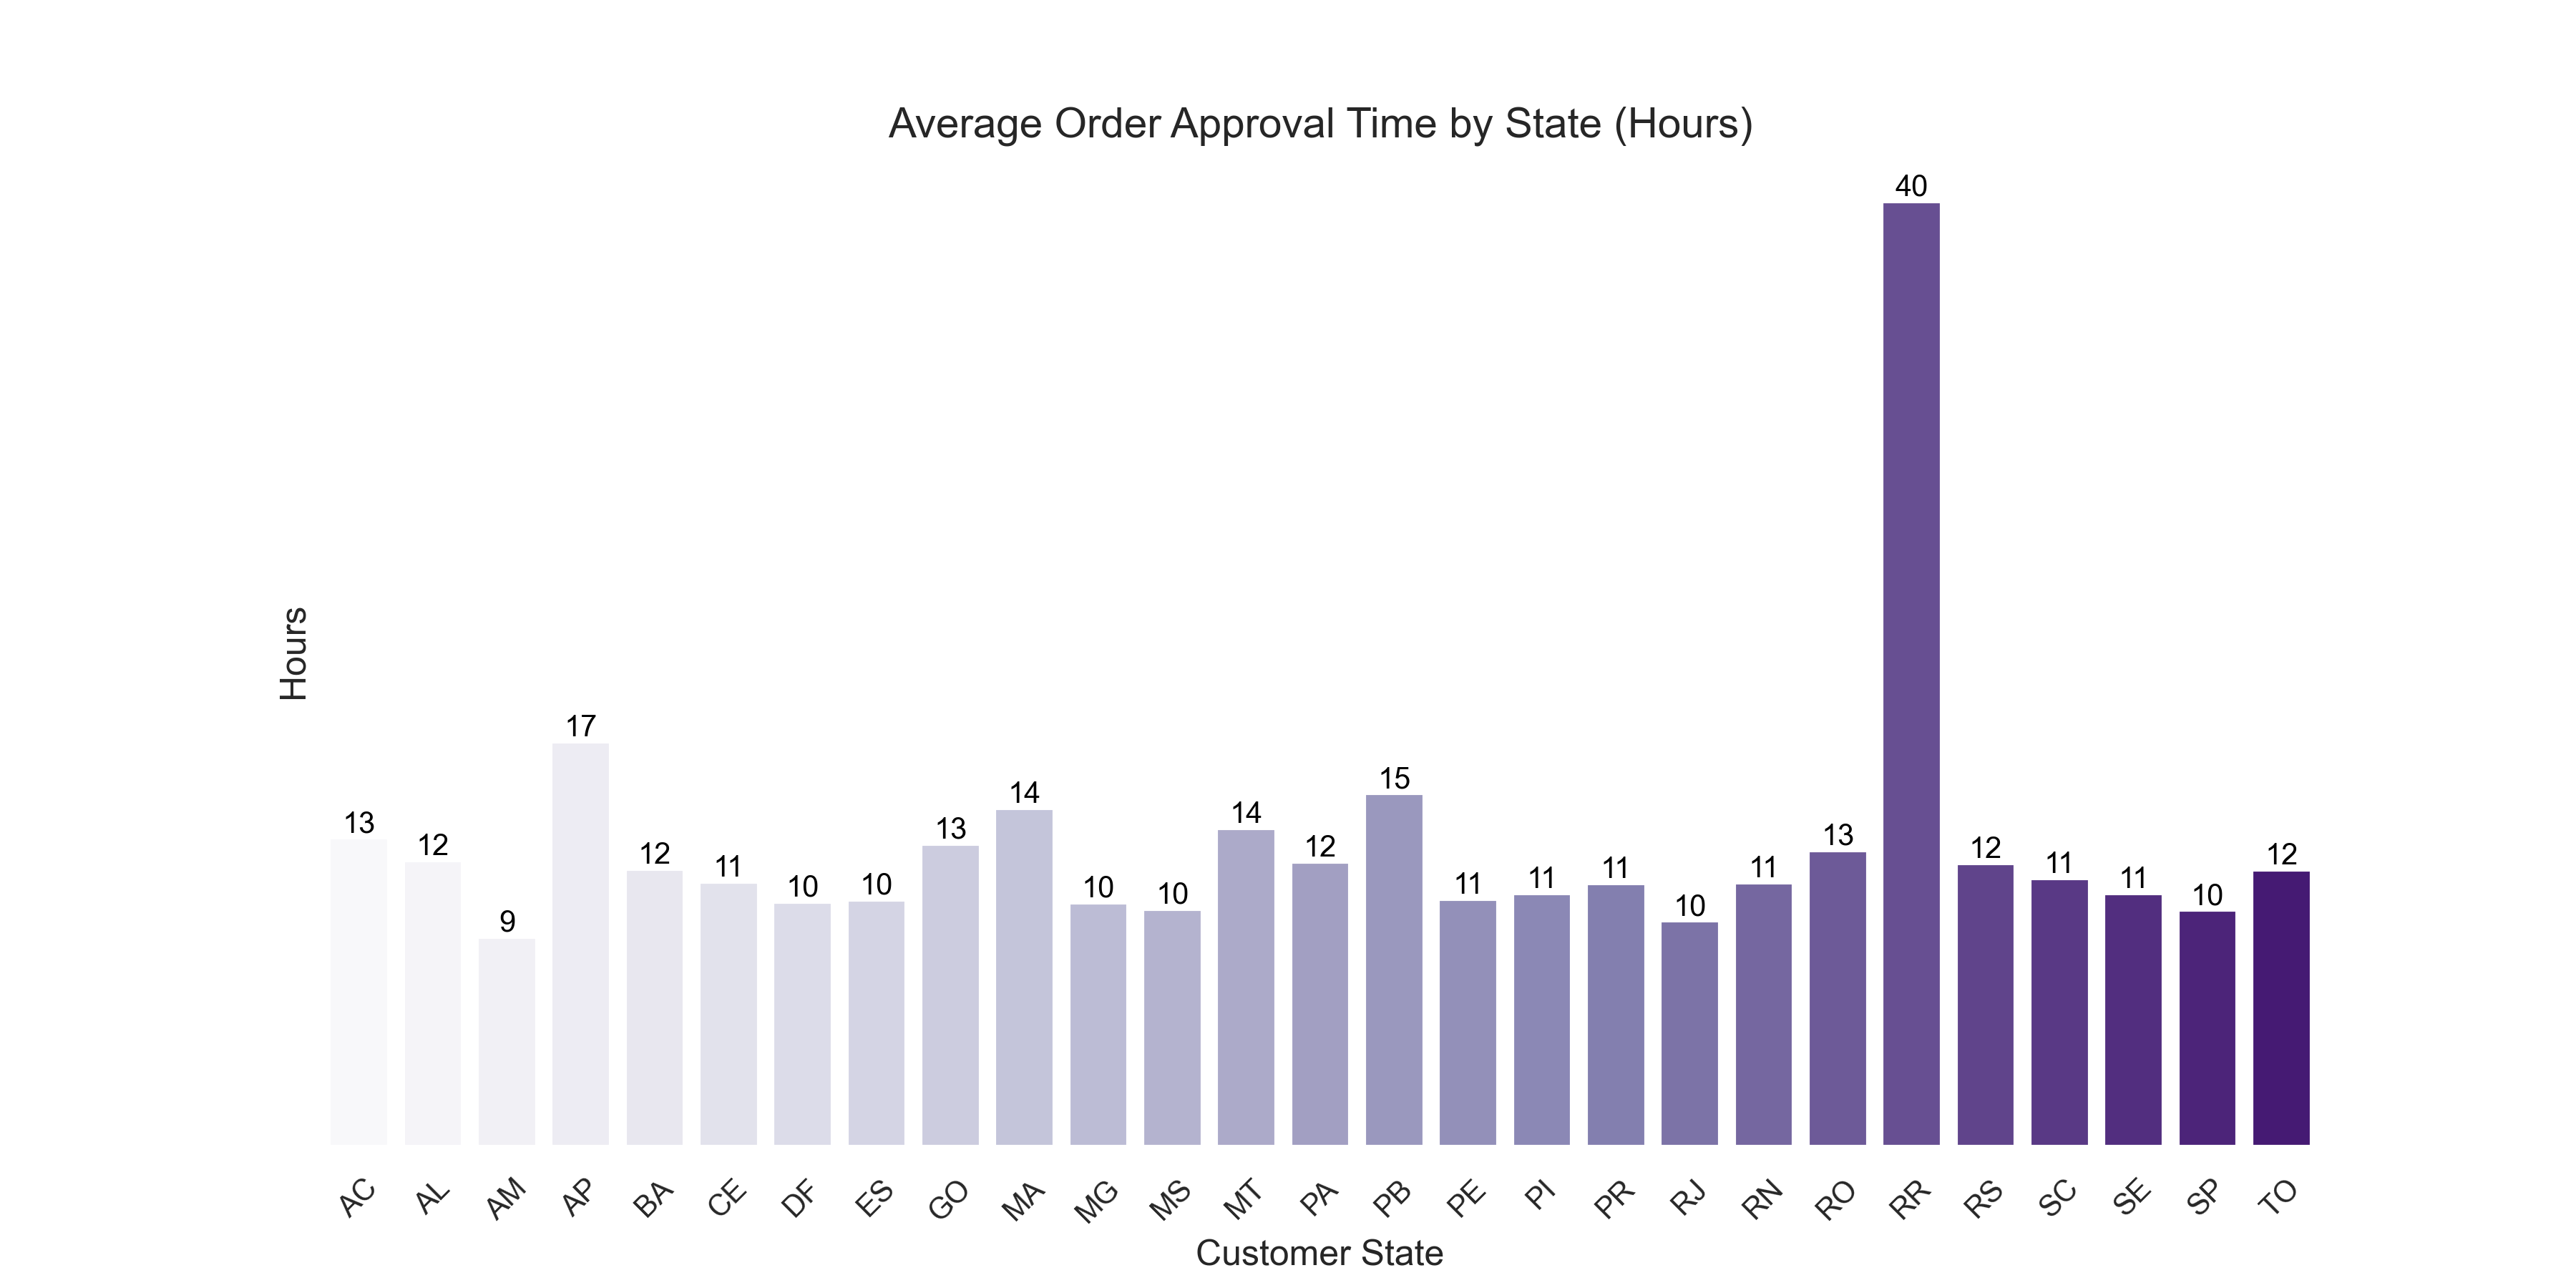 Average Order Approval Time by State (Hours)
Hours
13
12
9
17
12
11
10
10
13
14
10
10
14
12
15
11
11
11
10
11
13
40
12
11
11
10
12
AC
AL
AM
AP
BA
CE
DF
ES
GO
MA
MG
MS
MT
PA
PB
PE
PI
PR
RJ
RN
RO
RR
RS
SC
SE
SP
TO
Customer State